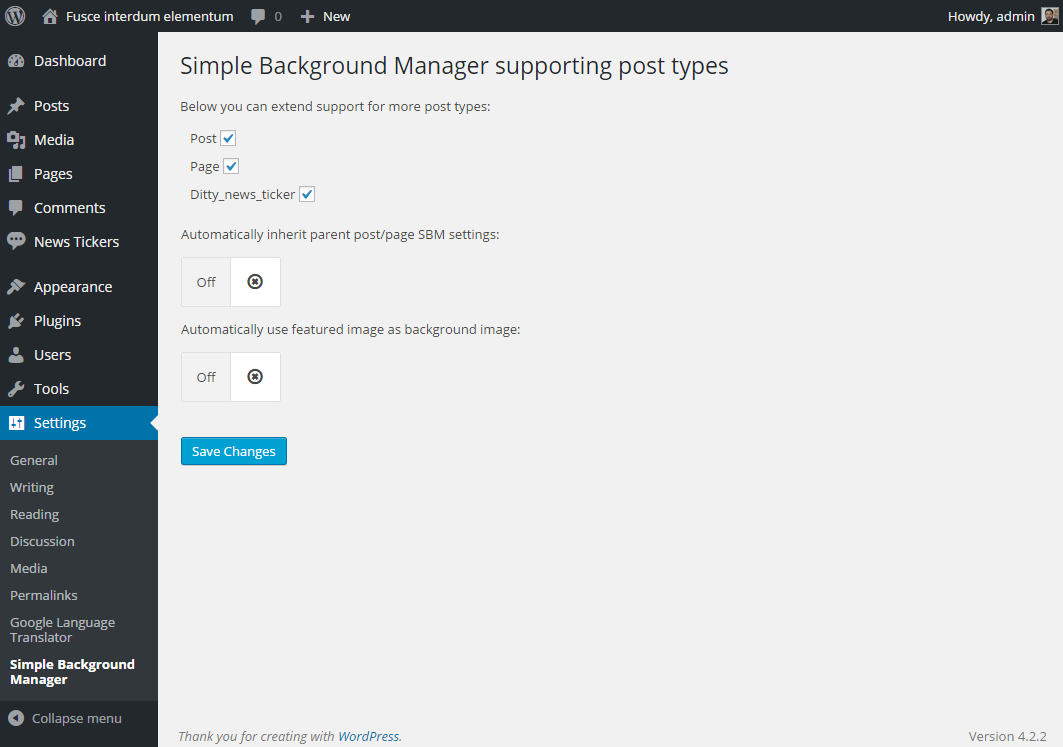 Fusce interdum elementum 0 New Howdy, admin
Dashboard
Posts
Media
Pages
Comments
News Tickers
Appearance
Plugins
Users
Tools
Settings
General
Writing
Reading
Discussion
Media
Permalinks
Google Language
Translator
Simple Background
Manager
Collapse menu
Simple Background Manager supporting post types
Below you can extend support for more post types:
Post
Page
Ditty_news_ticker
Automatically inherit parent post/page SBM settings:
Off
Automatically use featured image as background image:
Off
Save Changes
Thank you for creating with WordPress. Version 4.2.2